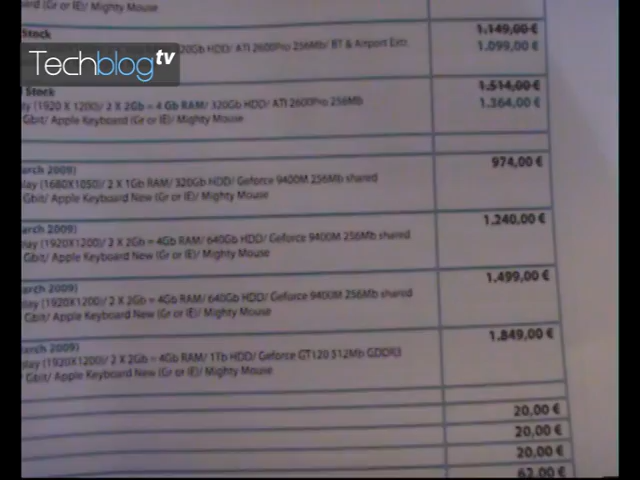 (Gr or IE)/ Mighty Mouse
Stock
1.149,00 €
20Gb HDD/ ATI 2600Pro 256Mb/ BT & Airport Extr.
1.099,00 €
Techblog tv
Stock
1.514,00 €
(1920 X 1200)/ 2 X 2Gb = 4 Gb RAM/ 320Gb HDD/ ATI 2600Pro 256Mb
1.364,00 €
Gbit/ Apple Keyboard (Gr or IE)/ Mighty Mouse
arch 2009)
974,00 €
lay (1680X1050)/ 2 X 1Gb RAM/ 320Gb HDD/ Geforce 9400M 256Mb shared
Gbit/ Apple Keyboard New (Gr or IE)/ Mighty Mouse
arch 2009)
1.240,00 €
lay (1920X1200)/ 2 X 2Gb = 4Gb RAM/ 640Gb HDD/ Geforce 9400M 256Mb shared
Gbit/ Apple Keyboard New (Gr or IE)/ Mighty Mouse
arch 2009)
1.499,00 €
lay (1920X1200)/ 2 X 2Gb = 4Gb RAM/ 640Gb HDD/ Geforce 9400M 256Mb shared
Gbit/ Apple Keyboard New (Gr or IE)/ Mighty Mouse
arch 2009)
1.849,00 €
lay (1920X1200)/ 2 X 2Gb = 4Gb RAM/ 1Tb HDD/ Geforce GT120 512Mb GDDR3
Gbit/ Apple Keyboard New (Gr or IE)/ Mighty Mouse
20,00 €
20,00 €
20,00 €
62,00 €